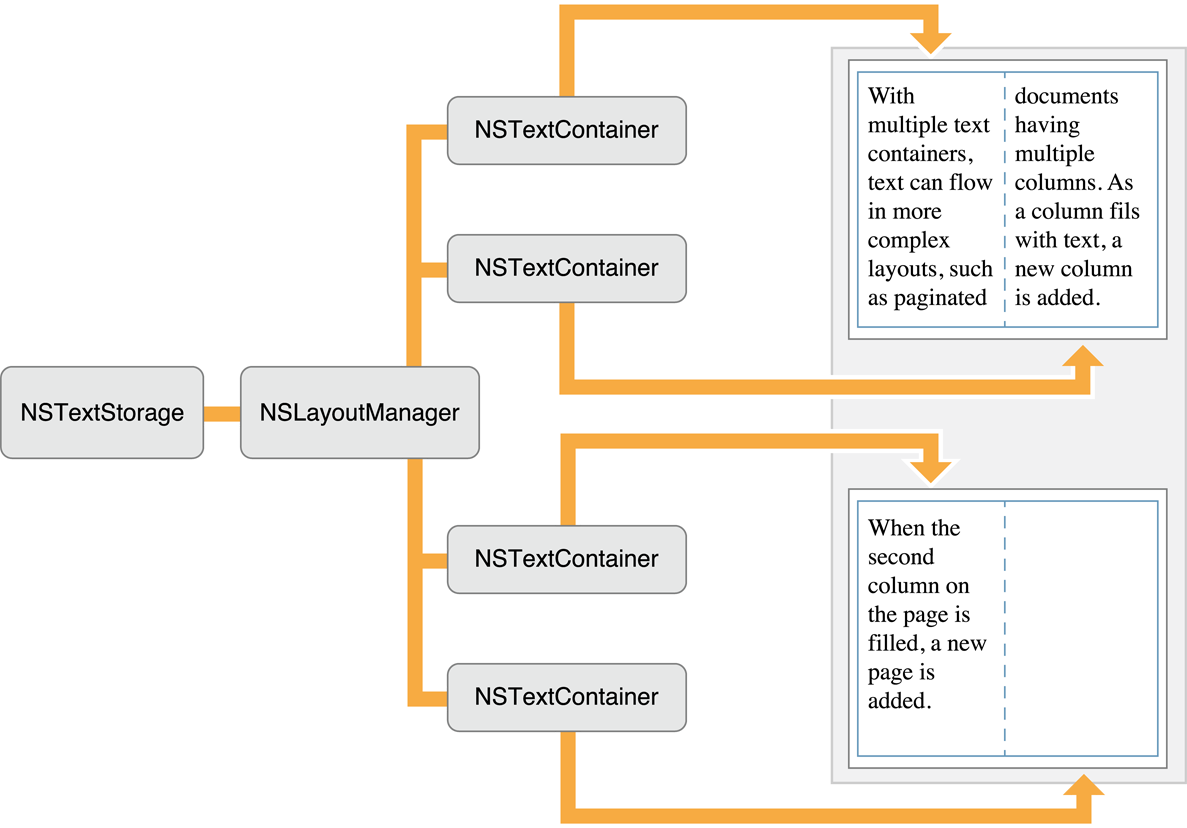 NSTextStorage
NSLayoutManager
NSTextContainer
NSTextContainer
NSTextContainer
NSTextContainer
With
multiple text
containers,
text can flow
in more
complex
layouts, such
as paginated
documents
having
multiple
columns. As
a column fils
with text, a
new column
is added.
When the
second
column on
the page is
filled, a new
page is
added.